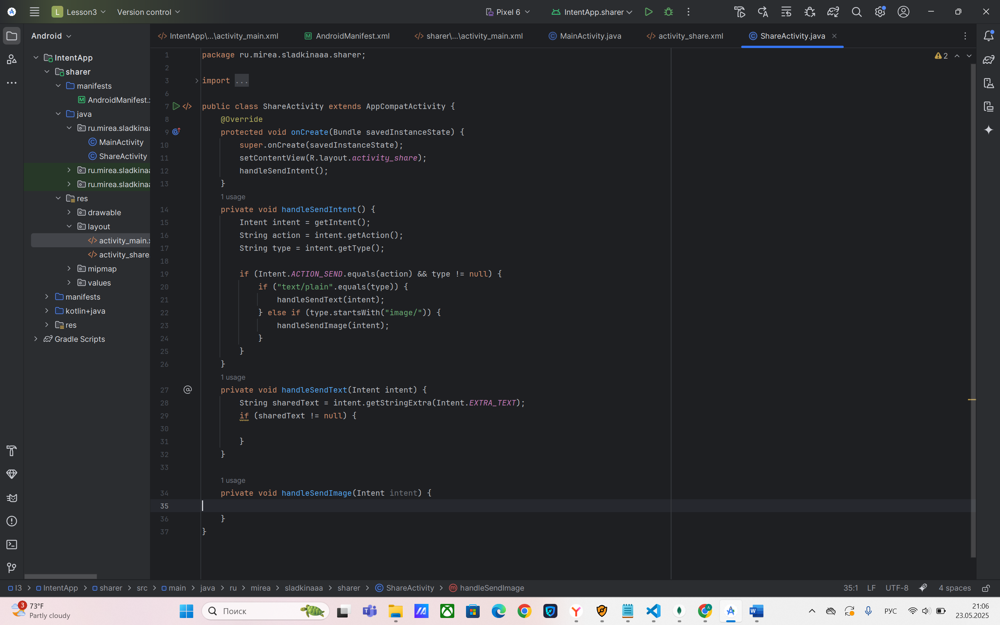 L Lesson3 Version control Pixel 6 IntentApp.sharer
Android
IntentApp
sharer
manifests
AndroidManifest.x
java
ru.mirea.sladkinaa
MainActivity
ShareActivity
ru.mirea.sladkinaa
ru.mirea.sladkinaa
res
drawable
layout
activity_main.x
activity_share.
mipmap
values
manifests
kotlin+java
res
Gradle Scripts
IntentApp\...\activity_main.xml AndroidManifest.xml sharer\...\activity_main.xml MainActivity.java activity_share.xml ShareActivity.java
2
1 package ru.mirea.sladkinaaa.sharer;
2
3 import ...
6
7 public class ShareActivity extends AppCompatActivity {
8 @Override
9 protected void onCreate(Bundle savedInstanceState) {
10 super.onCreate(savedInstanceState);
11 setContentView(R.layout.activity_share);
12 handleSendIntent();
13 }
1 usage
14 private void handleSendIntent() {
15 Intent intent = getIntent();
16 String action = intent.getAction();
17 String type = intent.getType();
18
19 if (Intent.ACTION_SEND.equals(action) && type != null) {
20 if ("text/plain".equals(type)) {
21 handleSendText(intent);
22 } else if (type.startsWith("image/")) {
23 handleSendImage(intent);
24 }
25 }
26 }
1 usage
27 private void handleSendText(Intent intent) {
28 String sharedText = intent.getStringExtra(Intent.EXTRA_TEXT);
29 if (sharedText != null) {
30
31 }
32 }
33
1 usage
34 private void handleSendImage(Intent intent) {
35
36 }
37 }
l3 > IntentApp > sharer > src > main > java > ru > mirea > sladkinaaa > sharer > ShareActivity > handleSendImage 35:1 LF UTF-8 4 spaces
3 73°F
Partly cloudy
Поиск
РУС
21:06
23.05.2025